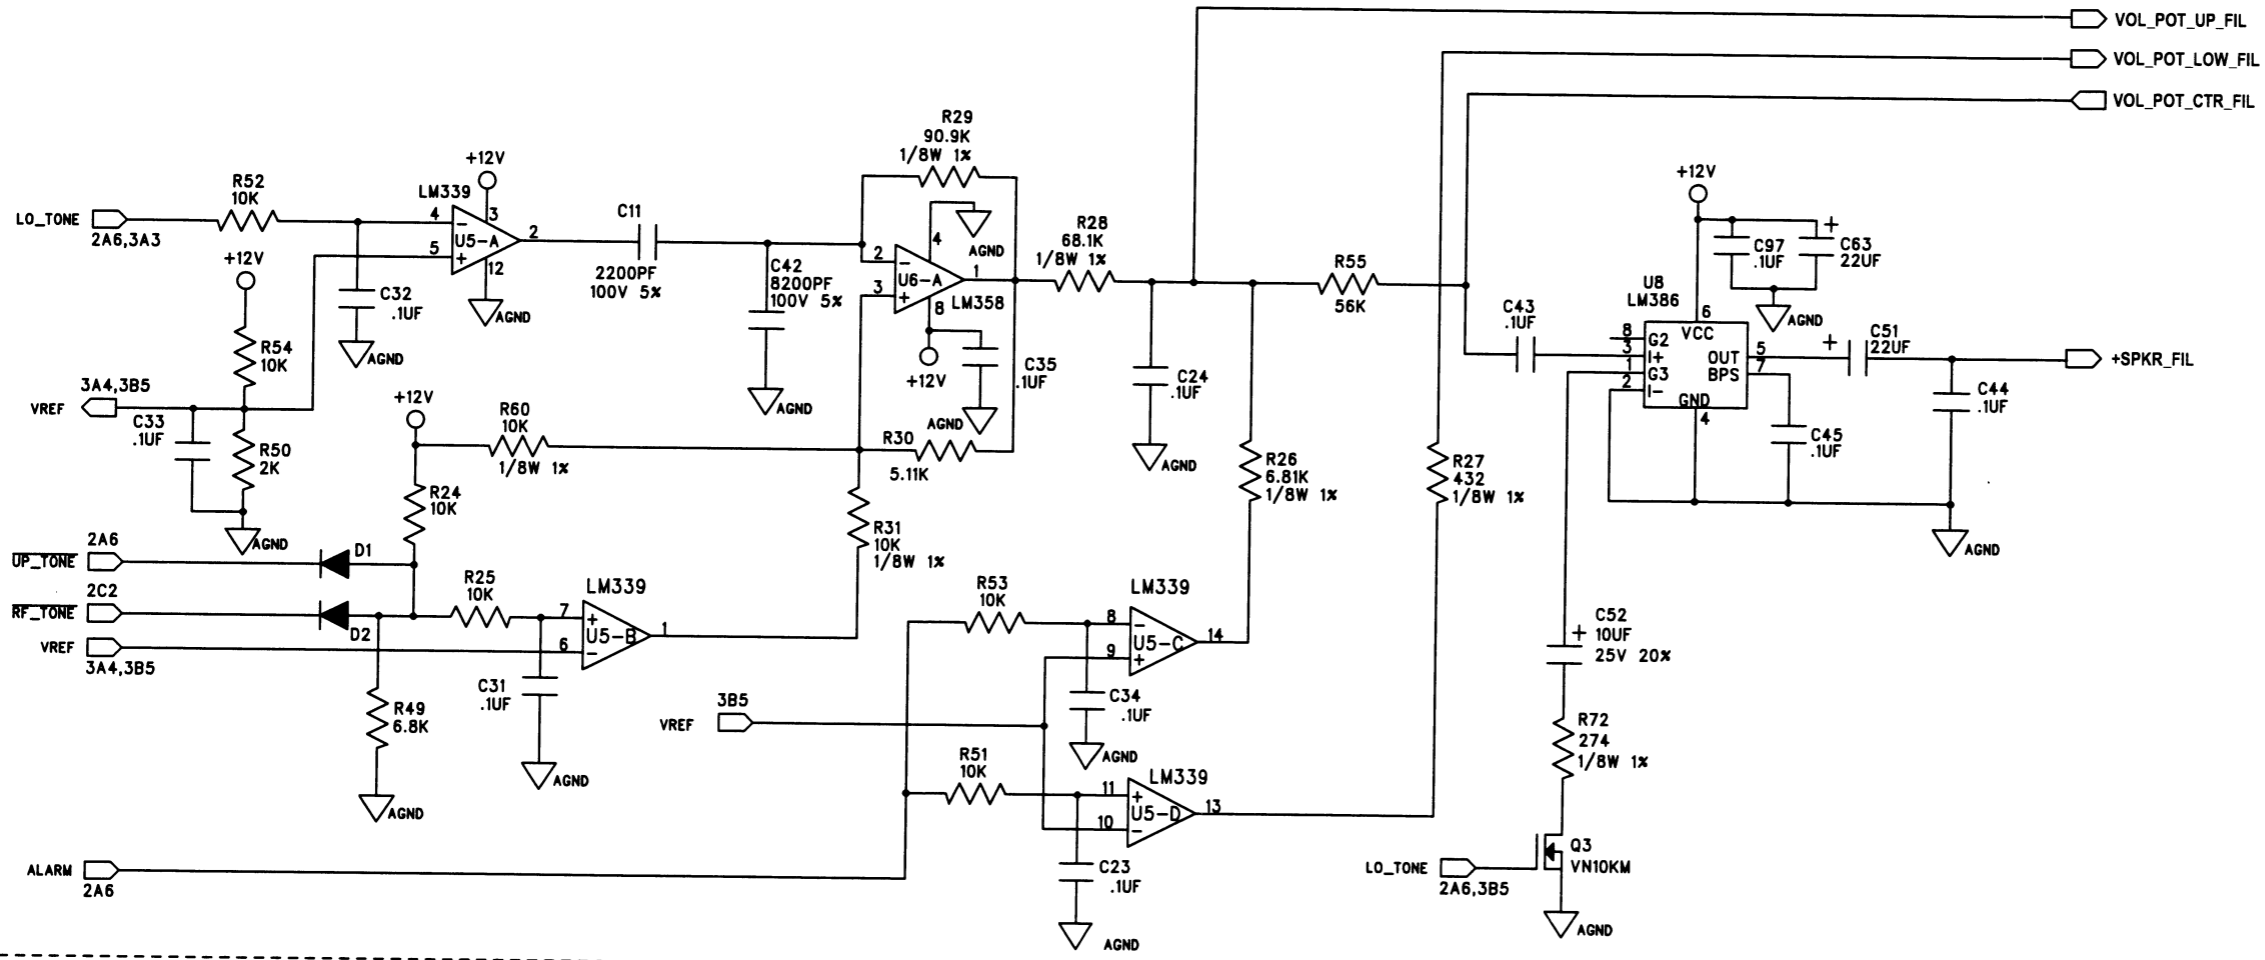 VOL_POT_UP_FIL
VOL_POT_LOW_FIL
VOL_POT_CTR_FIL
R29
90.9K
1/8W 1%
+12V
LM339
R52
10K
LO_TONE
2A6,3A3
4
3
5
-
+
U5-A
12
2
AGND
C11
2200PF
100V 5%
C42
8200PF
100V 5%
AGND
2
3
-
+
U6-A
4
AGND
1
LM358
8
+12V
C35
.1UF
AGND
R28
68.1K
1/8W 1%
R55
56K
C24
.1UF
AGND
+12V
C97
.1UF
+
C63
22UF
AGND
U8
LM386
C43
.1UF
8
3
1
2
G2
I+
G3
I-
6
VCC
OUT
BPS
GND
5
7
4
+
C51
22UF
+SPKR_FIL
C44
.1UF
C45
.1UF
AGND
+12V
C32
.1UF
AGND
R54
10K
3A4,3B5
VREF
C33
.1UF
R50
2K
AGND
+12V
R60
10K
1/8W 1%
R30
5.11K
R24
10K
R31
10K
1/8W 1%
R26
6.81K
1/8W 1%
R27
432
1/8W 1%
2A6
UP_TONE
D1
2C2
RF_TONE
D2
VREF
3A4,3B5
R25
10K
LM339
7
6
+
-
U5-B
1
C31
.1UF
AGND
R49
6.8K
AGND
R53
10K
LM339
8
9
-
+
U5-C
14
C34
.1UF
AGND
3B5
VREF
R51
10K
LM339
11
10
+
-
U5-D
13
C23
.1UF
AGND
ALARM
2A6
+
C52
10UF
25V 20%
R72
274
1/8W 1%
LO_TONE
2A6,3B5
Q3
VN10KM
AGND